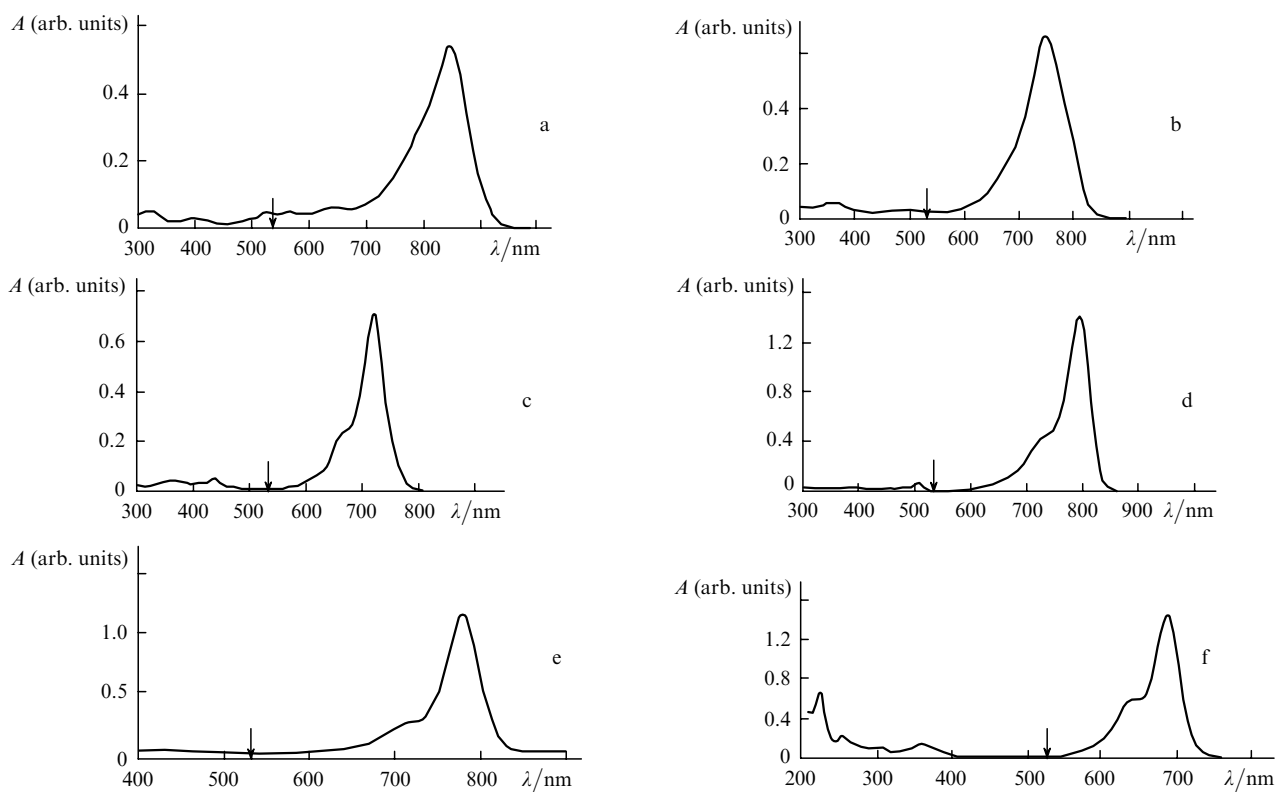 A (arb. units)
0.4
0.2
0
300 400 500 600 700 800 λ/nm
a
A (arb. units)
0.4
0.2
0
300 400 500 600 700 800 λ/nm
b
A (arb. units)
0.6
0.4
0.2
0
300 400 500 600 700 800 λ/nm
c
A (arb. units)
1.2
0.8
0.4
0
300 400 500 600 700 800 900 λ/nm
d
A (arb. units)
1.0
0.5
0
400 500 600 700 800 λ/nm
e
A (arb. units)
1.2
0.8
0.4
0
200 300 400 500 600 700 λ/nm
f